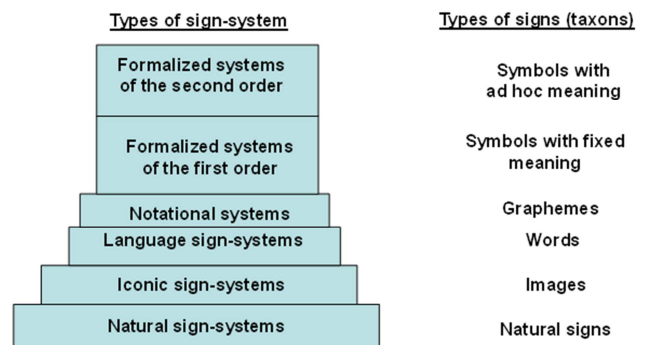 Types of sign-system
Types of signs (taxons)
Formalized systems
of the second order
Symbols with
ad hoc meaning
Formalized systems
of the first order
Symbols with fixed
meaning
Notational systems
Graphemes
Language sign-systems
Words
Iconic sign-systems
Images
Natural sign-systems
Natural signs